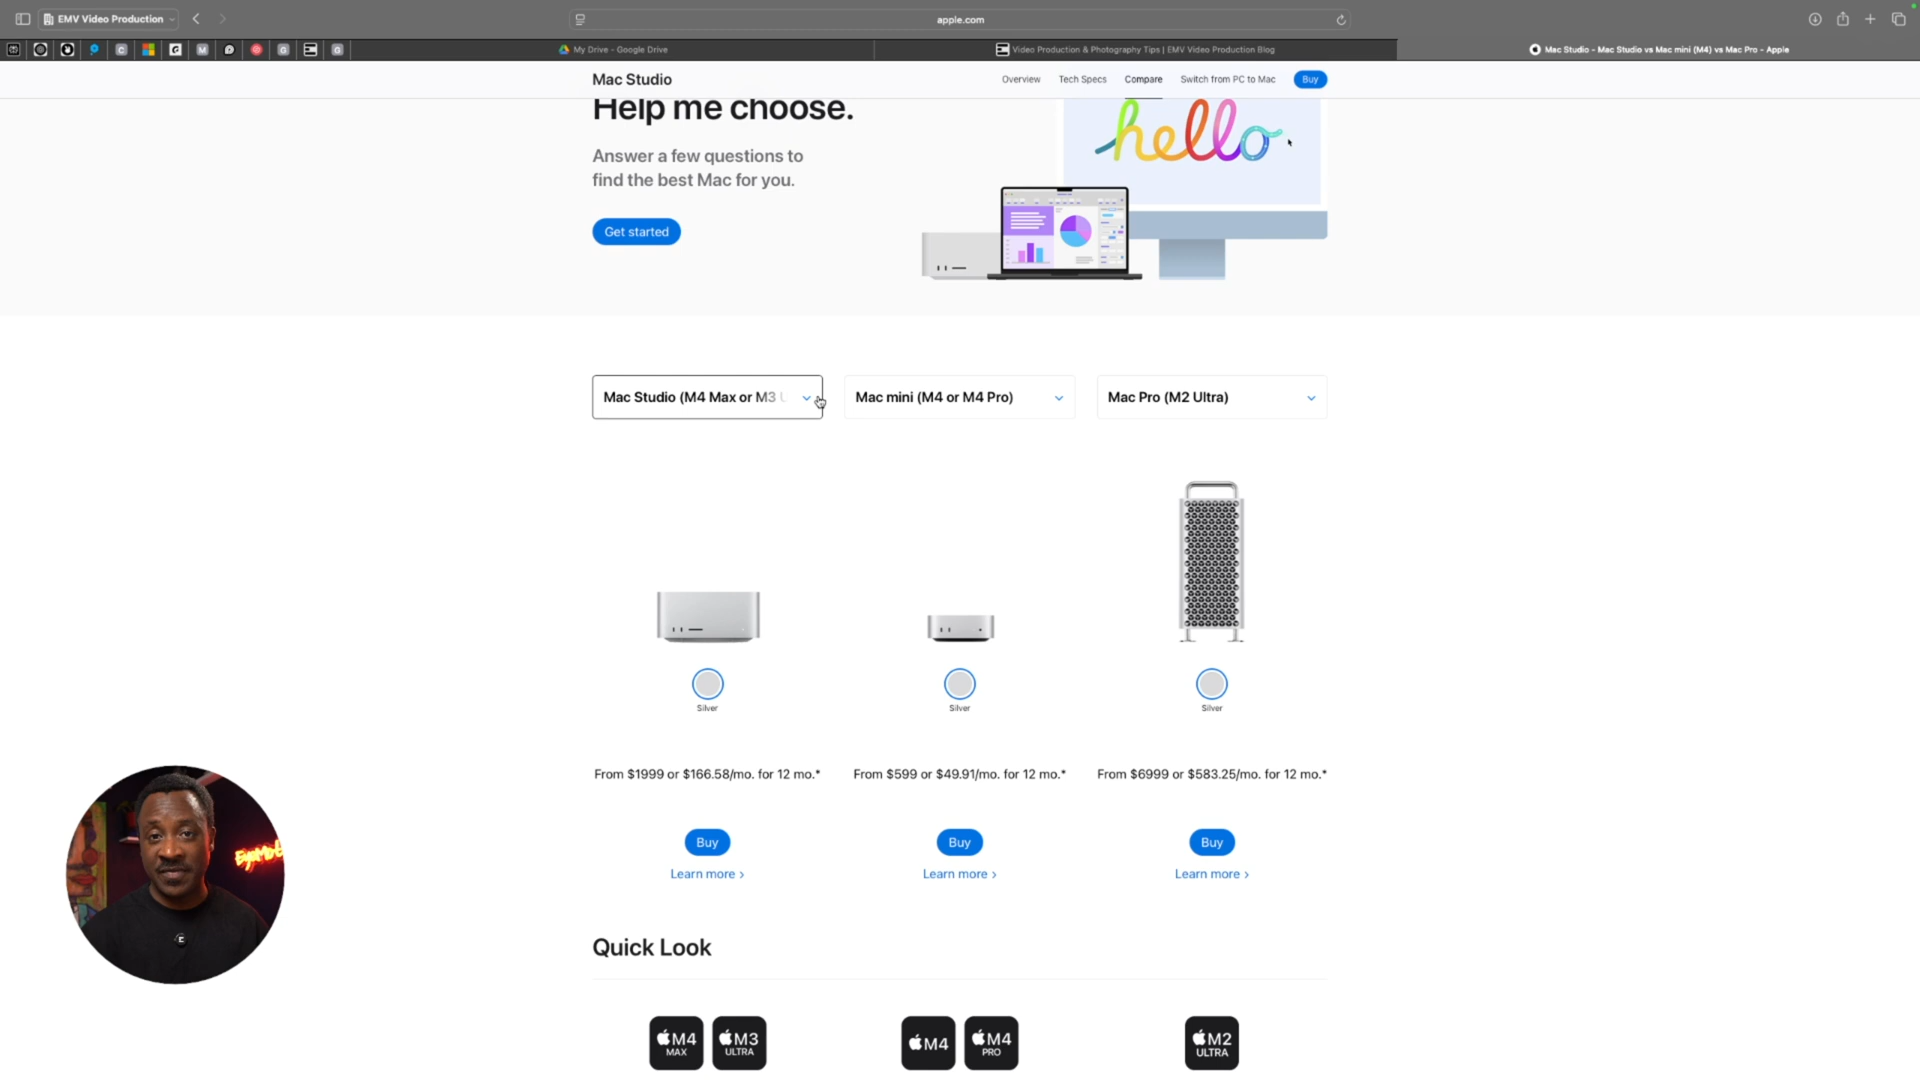 EMV Video Production
apple.com
My Drive - Google Drive
Video Production & Photography Tips | EMV Video Production Blog
Mac Studio - Mac Studio vs Mac mini (M4) vs Mac Pro - Apple
Mac Studio
Overview
Tech Specs
Compare
Switch from PC to Mac
Buy
Help me choose.
hello
Answer a few questions to
find the best Mac for you.
Get started
Mac Studio (M4 Max or M3 U
Mac mini (M4 or M4 Pro)
Mac Pro (M2 Ultra)
Silver
Silver
Silver
From $1999 or $166.58/mo. for 12 mo.*
From $599 or $49.91/mo. for 12 mo.*
From $6999 or $583.25/mo. for 12 mo.*
Buy
Buy
Buy
Learn more >
Learn more >
Learn more >
Quick Look
M4
MAX
M3
ULTRA
M4
M4
PRO
M2
ULTRA